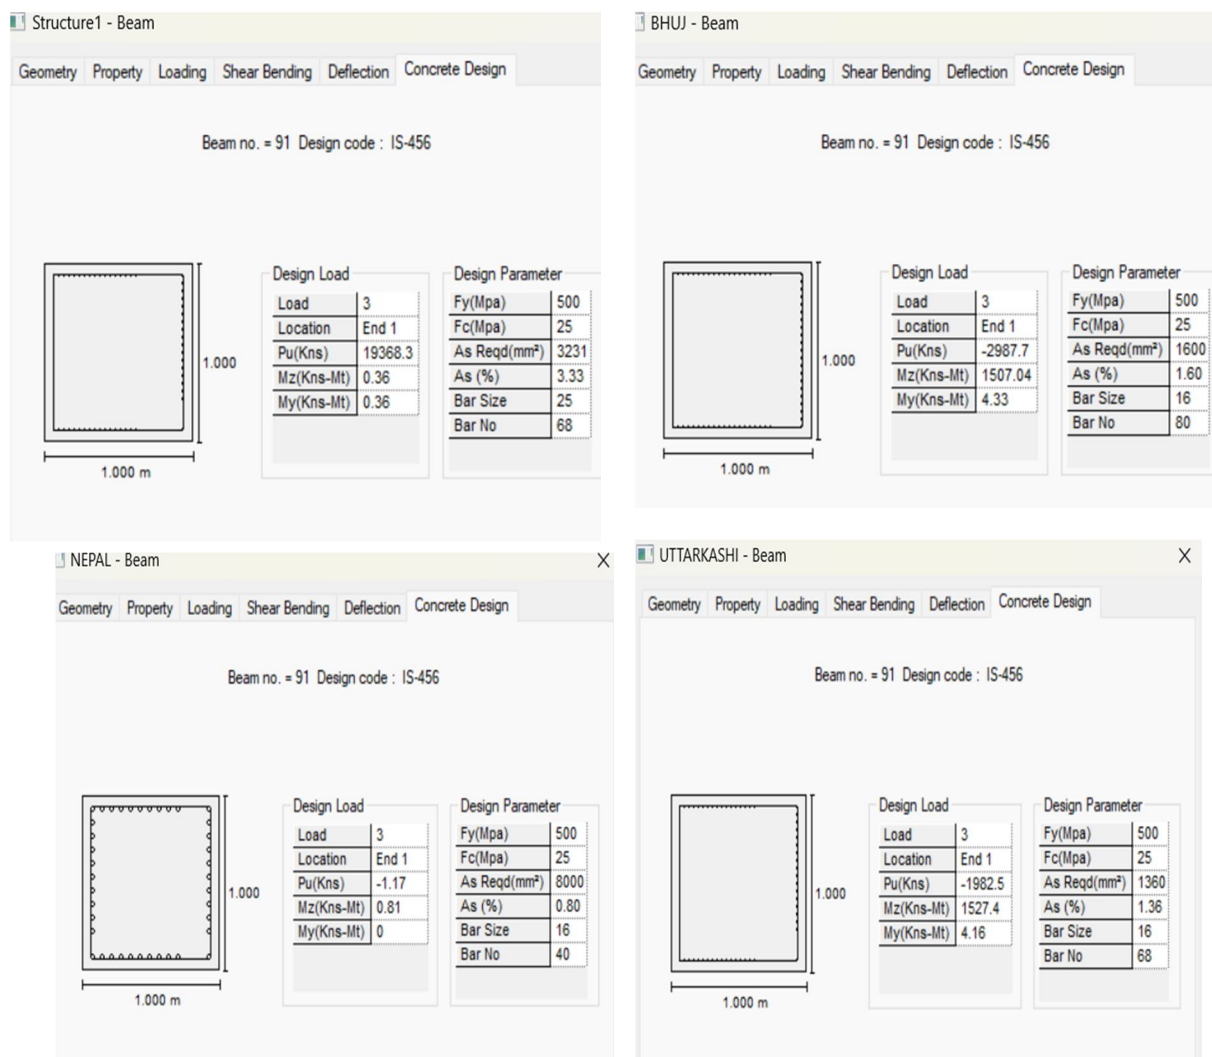 Structure1 - Beam
Geometry Property Loading Shear Bending Deflection Concrete Design
Beam no. = 91 Design code : IS-456
1.000
1.000 m
Design Load
Load 3
Location End 1
Pu(Kns) 19368.3
Mz(Kns-Mt) 0.36
My(Kns-Mt) 0.36
Design Parameter
Fy(Mpa) 500
Fc(Mpa) 25
As Reqd(mm²) 3231
As (%) 3.33
Bar Size 25
Bar No 68
BHUJ - Beam
Geometry Property Loading Shear Bending Deflection Concrete Design
Beam no. = 91 Design code : IS-456
1.000
1.000 m
Design Load
Load 3
Location End 1
Pu(Kns) -2987.7
Mz(Kns-Mt) 1507.04
My(Kns-Mt) 4.33
Design Parameter
Fy(Mpa) 500
Fc(Mpa) 25
As Reqd(mm²) 1600
As (%) 1.60
Bar Size 16
Bar No 80
NEPAL - Beam
Geometry Property Loading Shear Bending Deflection Concrete Design
Beam no. = 91 Design code : IS-456
1.000
1.000 m
Design Load
Load 3
Location End 1
Pu(Kns) -1.17
Mz(Kns-Mt) 0.81
My(Kns-Mt) 0
Design Parameter
Fy(Mpa) 500
Fc(Mpa) 25
As Reqd(mm²) 8000
As (%) 0.80
Bar Size 16
Bar No 40
UTTARKASHI - Beam
Geometry Property Loading Shear Bending Deflection Concrete Design
Beam no. = 91 Design code : IS-456
1.000
1.000 m
Design Load
Load 3
Location End 1
Pu(Kns) -1982.5
Mz(Kns-Mt) 1527.4
My(Kns-Mt) 4.16
Design Parameter
Fy(Mpa) 500
Fc(Mpa) 25
As Reqd(mm²) 1360
As (%) 1.36
Bar Size 16
Bar No 68